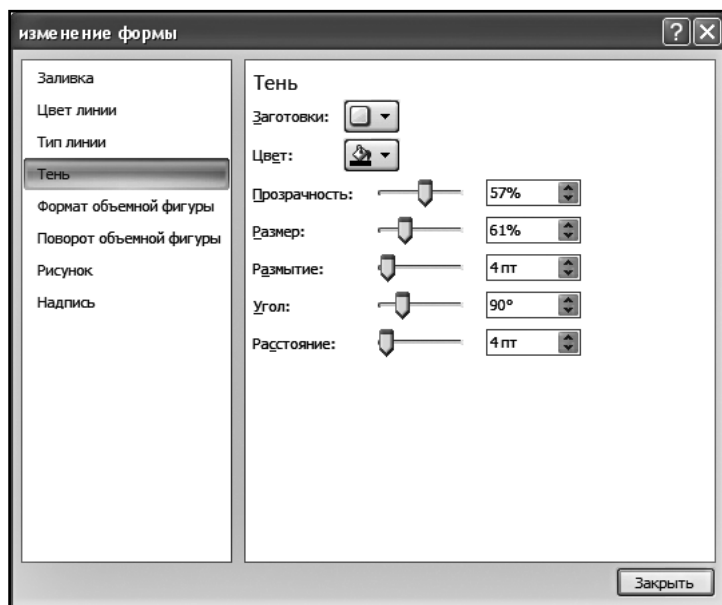 изменение формы
Заливка
Цвет линии
Тип линии
Тень
Формат объемной фигуры
Поворот объемной фигуры
Рисунок
Надпись
Тень
Заготовки:
Цвет:
Прозрачность: 57%
Размер: 61%
Размытие: 4 пт
Угол: 90°
Расстояние: 4 пт
Закрыть